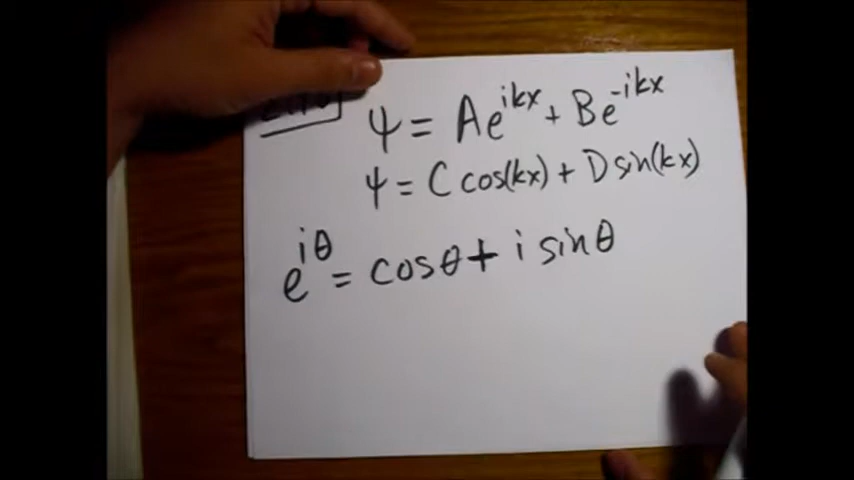 ψ = Ae^{ikx} + Be^{-ikx}
ψ = C cos(kx) + D sin(kx)
e^{iθ} = cosθ + i sinθ